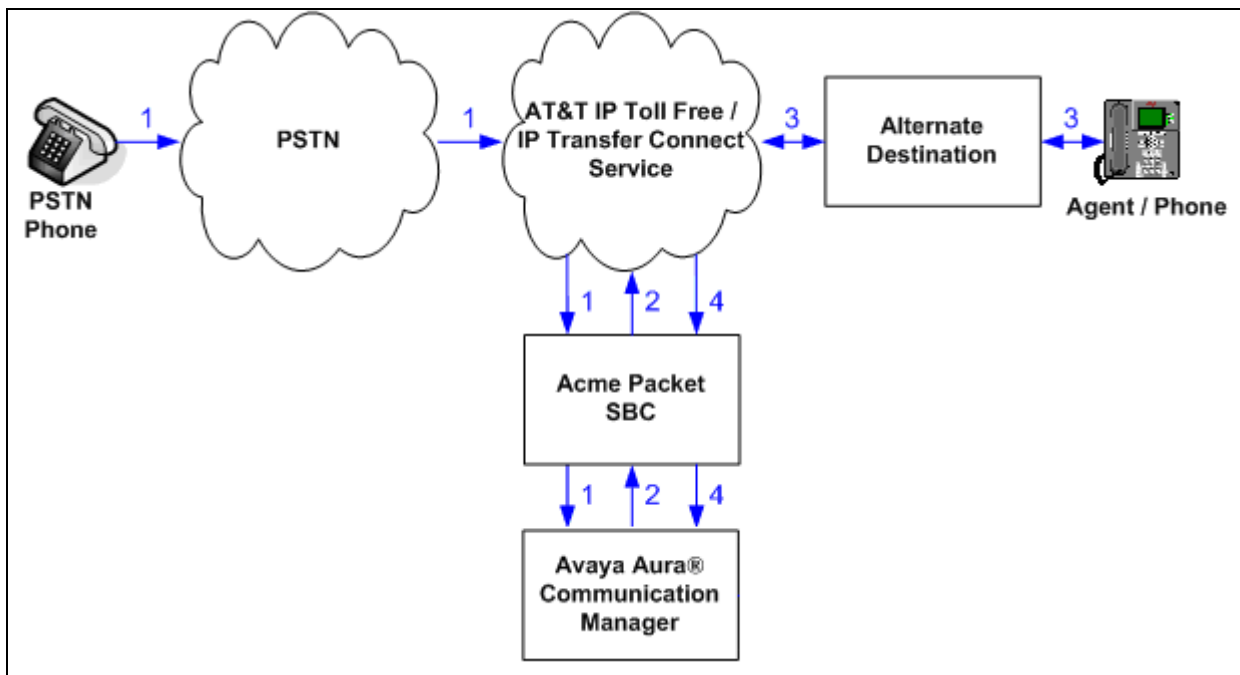 1
PSTN
Phone
PSTN
1
AT&T IP Toll Free /
IP Transfer Connect
Service
3
Alternate
Destination
3
Agent / Phone
1
2
4
Acme Packet
SBC
1
2
4
Avaya Aura®
Communication
Manager